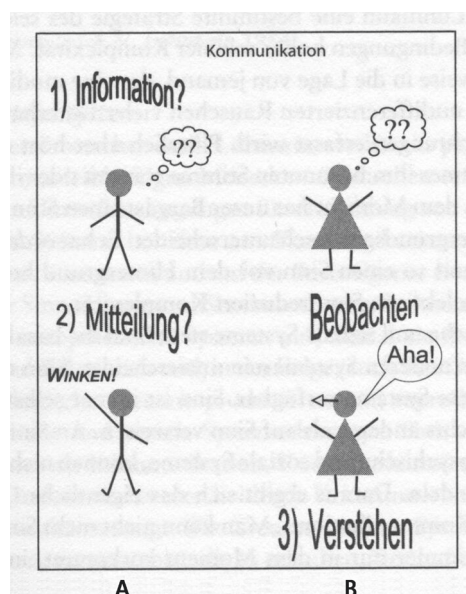 Kommunikation
1) Information?
??
???
2) Mitteilung?
Beobachten
WINKEN!
Aha!
3) Verstehen
A
B